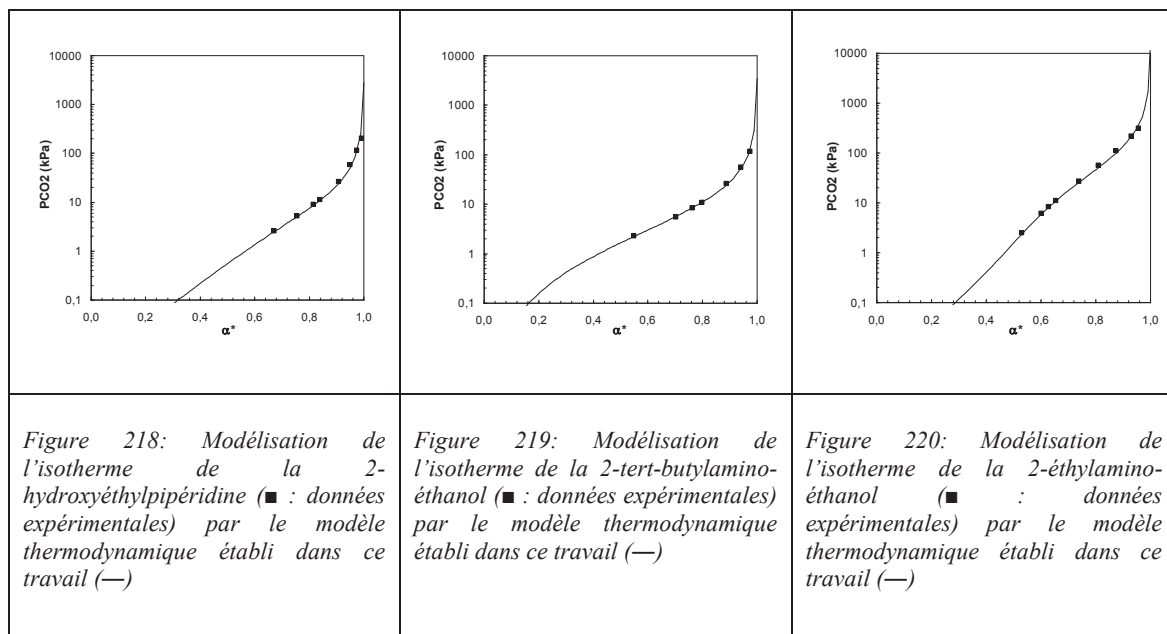 10000
1000
100
10
1
0,1
PCO2 (kPa)
0,0 0,2 0,4 0,6 0,8 1,0
α*
10000
1000
100
10
1
0,1
PCO2 (kPa)
0,0 0,2 0,4 0,6 0,8 1,0
α*
10000
1000
100
10
1
0,1
PCO2 (kPa)
0,0 0,2 0,4 0,6 0,8 1,0
α*
Figure 218: Modélisation de
l'isotherme de la 2-
hydroxyéthylpipéridine (■ : données
expérimentales) par le modèle
thermodynamique établi dans ce
travail (—)
Figure 219: Modélisation de
l'isotherme de la 2-tert-butylamino-
éthanol (■ : données expérimentales)
par le modèle thermodynamique
établi dans ce travail (—)
Figure 220: Modélisation de
l'isotherme de la 2-éthylamino-
éthanol (■ : données
expérimentales) par le modèle
thermodynamique établi dans ce
travail (—)